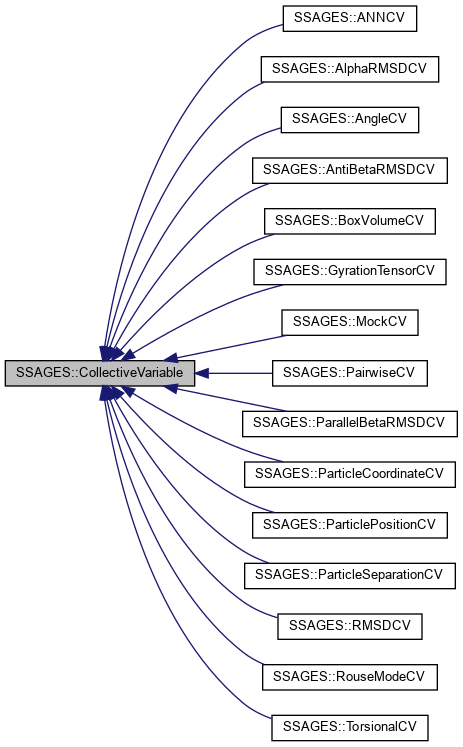 SSAGES::ANNCV
SSAGES::AlphaRMSDCV
SSAGES::AngleCV
SSAGES::AntiBetaRMSDCV
SSAGES::BoxVolumeCV
SSAGES::GyrationTensorCV
SSAGES::MockCV
SSAGES::CollectiveVariable
SSAGES::PairwiseCV
SSAGES::ParallelBetaRMSDCV
SSAGES::ParticleCoordinateCV
SSAGES::ParticlePositionCV
SSAGES::ParticleSeparationCV
SSAGES::RMSDCV
SSAGES::RouseModeCV
SSAGES::TorsionalCV